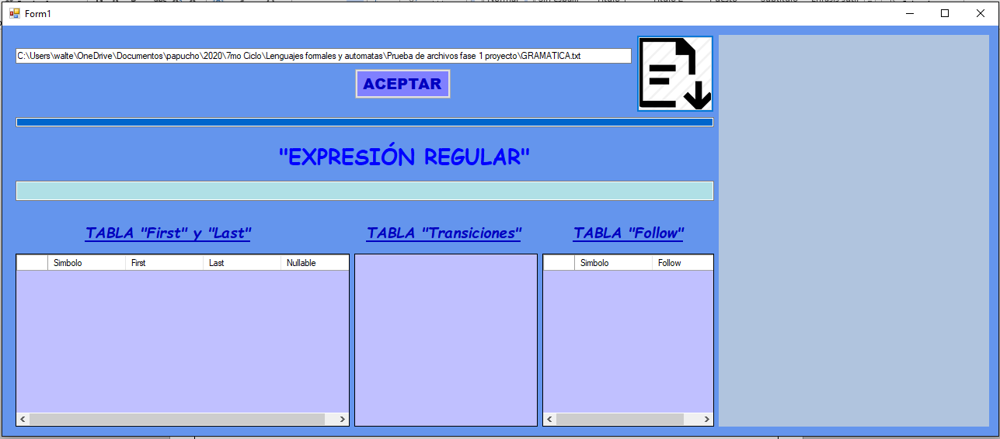 Form1
C:\Users\walte\OneDrive\Documentos\papucho\2020\7mo Ciclo\Lenguajes formales y automatas\Prueba de archivos fase 1 proyecto\GRAMATICA.txt
ACEPTAR
"EXPRESIÓN REGULAR"
TABLA "First" y "Last" TABLA "Transiciones" TABLA "Follow"
Simbolo First Last Nullable Simbolo Follow